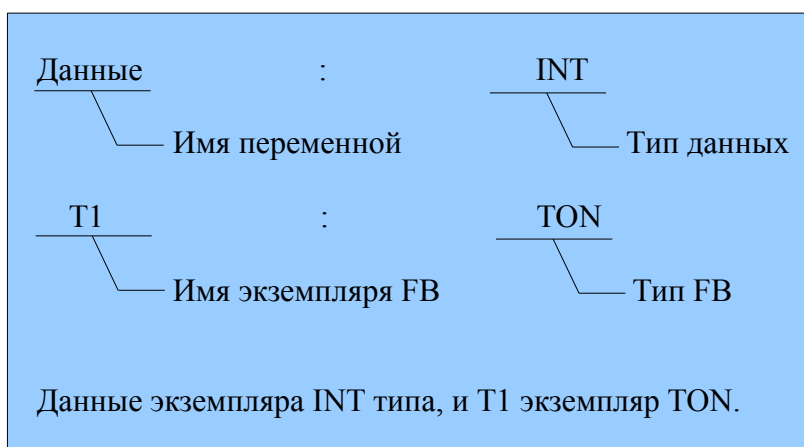 Данные : INT
Имя переменной Тип данных
T1 : TON
Имя экземпляря FB Тип FB
Данные экземпляра INT типа, и T1 экземпляр TON.